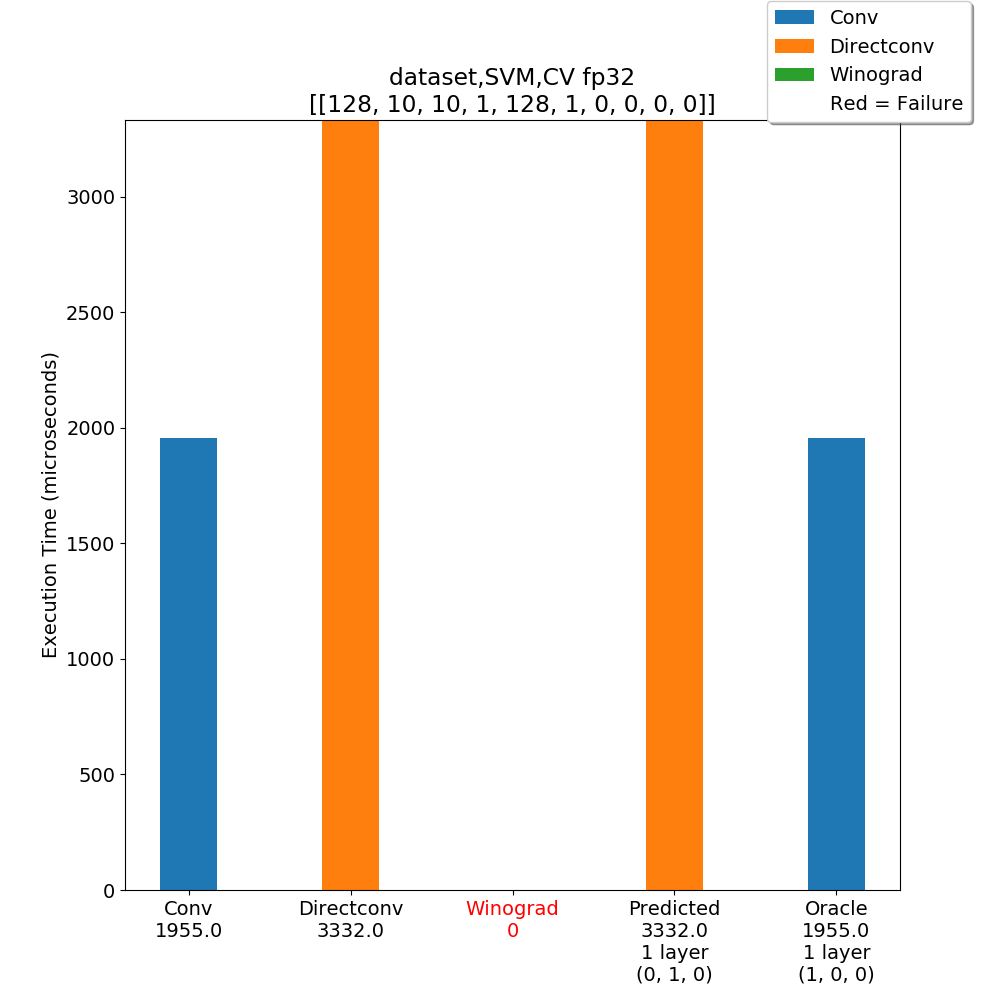 Conv
Directconv
Winograd
Red = Failure
dataset,SVM,CV fp32
[[128, 10, 10, 1, 128, 1, 0, 0, 0, 0]]
Execution Time (microseconds)
3000
2500
2000
1500
1000
500
0
Conv
1955.0
Directconv
3332.0
Winograd
0
Predicted
3332.0
1 layer
(0, 1, 0)
Oracle
1955.0
1 layer
(1, 0, 0)